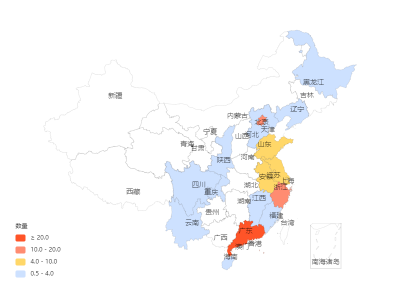 黑龙江
吉林
新疆
辽宁
内蒙古
北京
天津
河北
宁夏
山西
山东
青海
甘肃
河南
陕西
江苏
安徽
上海
四川
湖北
浙江
重庆
西藏
江西
湖南
贵州
福建
云南
台湾
广东
广西
香港
澳门
海南
南海诸岛
数量
≥ 20.0
10.0 - 20.0
4.0 - 10.0
0.5 - 4.0